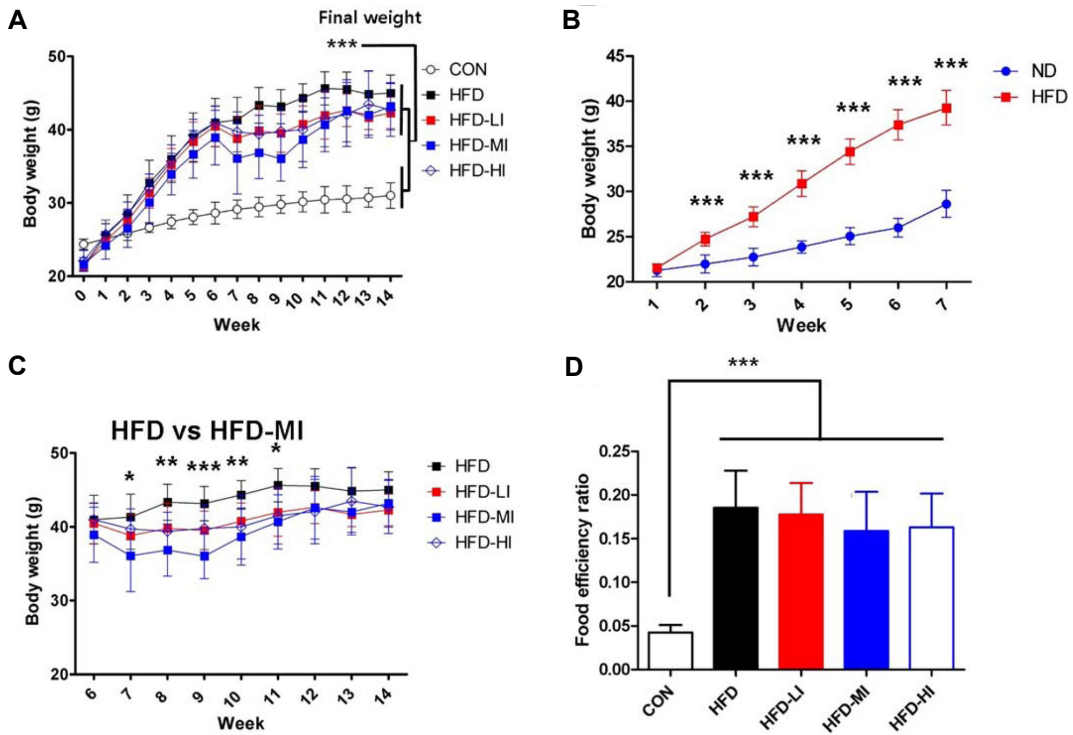 A
Final weight
***
Body weight (g)
50
40
30
20
0 1 2 3 4 5 6 7 8 9 10 11 12 13 14
Week
CON
HFD
HFD-LI
HFD-MI
HFD-HI
B
Body weight (g)
45
40
35
30
25
20
*** *** *** *** *** ***
1 2 3 4 5 6 7
Week
ND
HFD
C
HFD vs HFD-MI
* ** *** ** *
Body weight (g)
50
40
30
20
6 7 8 9 10 11 12 13 14
Week
HFD
HFD-LI
HFD-MI
HFD-HI
D
***
Food efficiency ratio
0.25
0.20
0.15
0.10
0.05
0.00
CON HFD HFD-LI HFD-MI HFD-HI